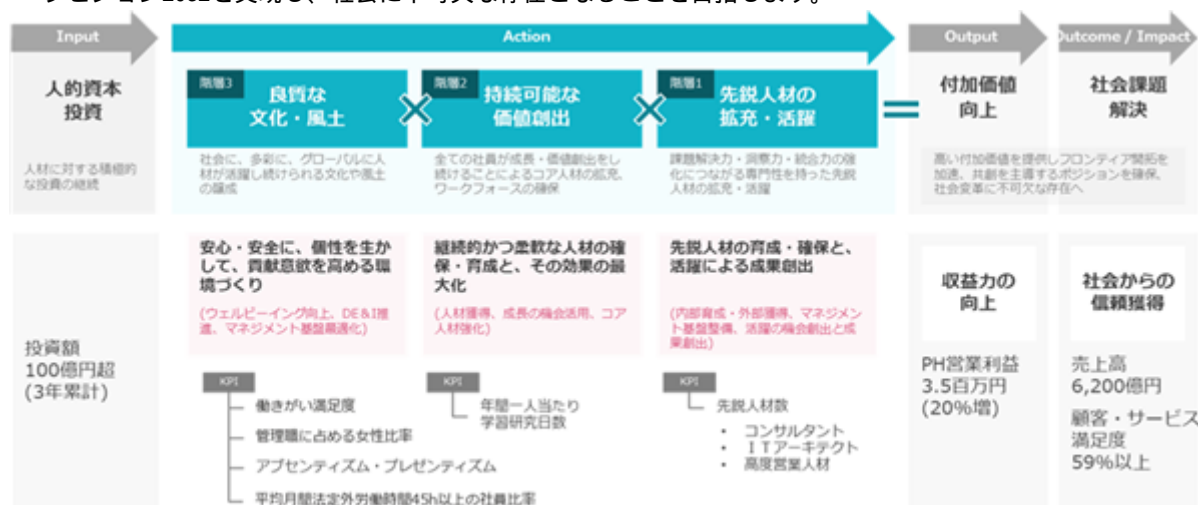 Input
Action
Output
Outcome / Impact
人的資本
投資
階層3
良質な
文化・風土
×
階層2
持続可能な
価値創出
×
階層1
先鋭人材の
拡充・活躍
=
付加価値
向上
社会課題
解決
人材に対する積極的
な投資の継続
社会に、多彩に、グローバルに人
材が活躍し続けられる文化や風土
の醸成
全ての社員が成長・価値創出をし
続けることによるコア人材の拡充、
ワークフォースの確保
課題解決力・洞察力・統合力の強
化につながる専門性を持った先鋭
人材の拡充・活躍
高い付加価値を提供しフロンティア開拓を
加速、共創を主導するポジションを確保、
社会変革に不可欠な存在へ
投資額
100億円超
(3年累計)
安心・安全に、個性を生か
して、貢献意欲を高める環
境づくり
(ウェルビーイング向上、DE&I推
進、マネジメント基盤最適化)
KPI
働きがい満足度
管理職に占める女性比率
アブセンティズム・プレゼンティズム
平均月間法定外労働時間45h以上の社員比率
継続的かつ柔軟な人材の確
保・育成と、その効果の最
大化
(人材獲得、成長の機会活用、コア
人材強化)
KPI
年間一人当たり
学習研究日数
先鋭人材の育成・確保と、
活躍による成果創出
(内部育成・外部獲得、マネジメン
ト基盤整備、活躍の機会創出と成
果創出)
KPI
先鋭人材数
• コンサルタント
• ITアーキテクト
• 高度営業人材
収益力の
向上
PH営業利益
3.5百万円
(20%増)
社会からの
信頼獲得
売上高
6,200億円
顧客・サービス
満足度
59%以上